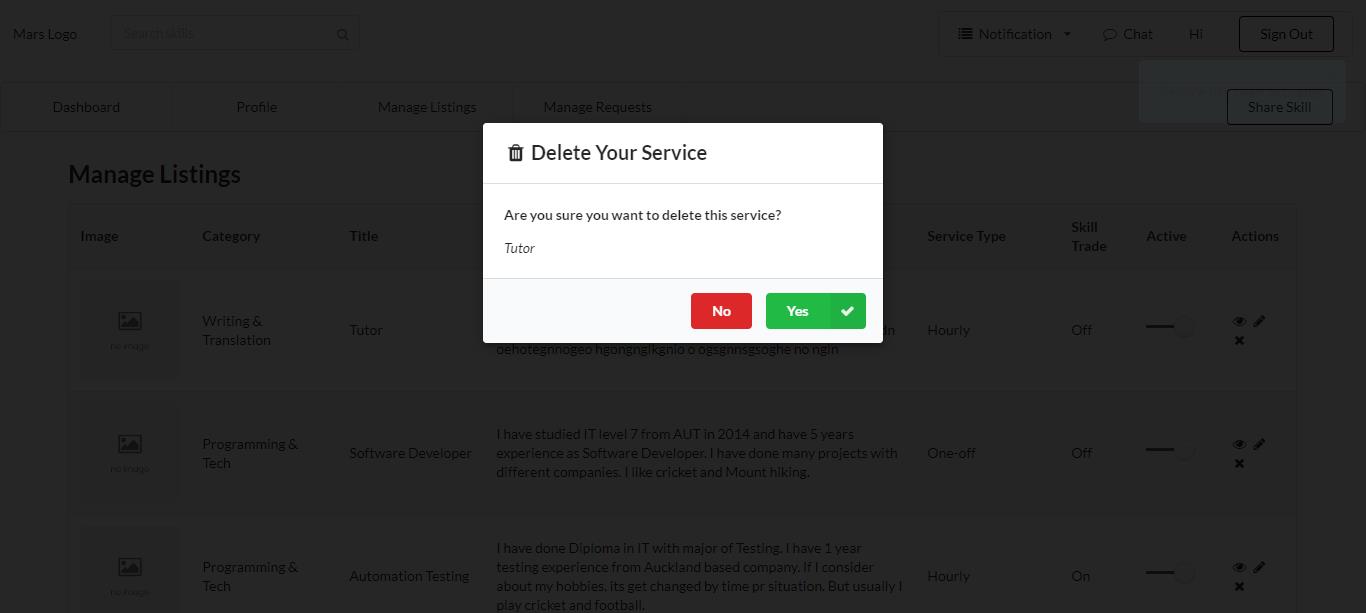 Mars Logo
Search skills
Notification
Chat
Hi
Sign Out
Dashboard
Profile
Manage Listings
Manage Requests
Share Skill
Delete Your Service
Are you sure you want to delete this service?
Tutor
No
Yes
Manage Listings
Image
Category
Title
Service Type
Skill
Trade
Active
Actions
no image
Writing &
Translation
Tutor
oehotegnnogeo hgongnglkgnio o ogsgnnsgsoghe no ngin
Hourly
Off
no image
Programming &
Tech
Software Developer
I have studied IT level 7 from AUT in 2014 and have 5 years
experience as Software Developer. I have done many projects with
different companies. I like cricket and Mount hiking.
One-off
Off
no image
Programming &
Tech
Automation Testing
I have done Diploma in IT with major of Testing. I have 1 year
testing experience from Auckland based company. If I consider
about my hobbies, its get changed by time pr situation. But usually I
play cricket and football.
Hourly
On